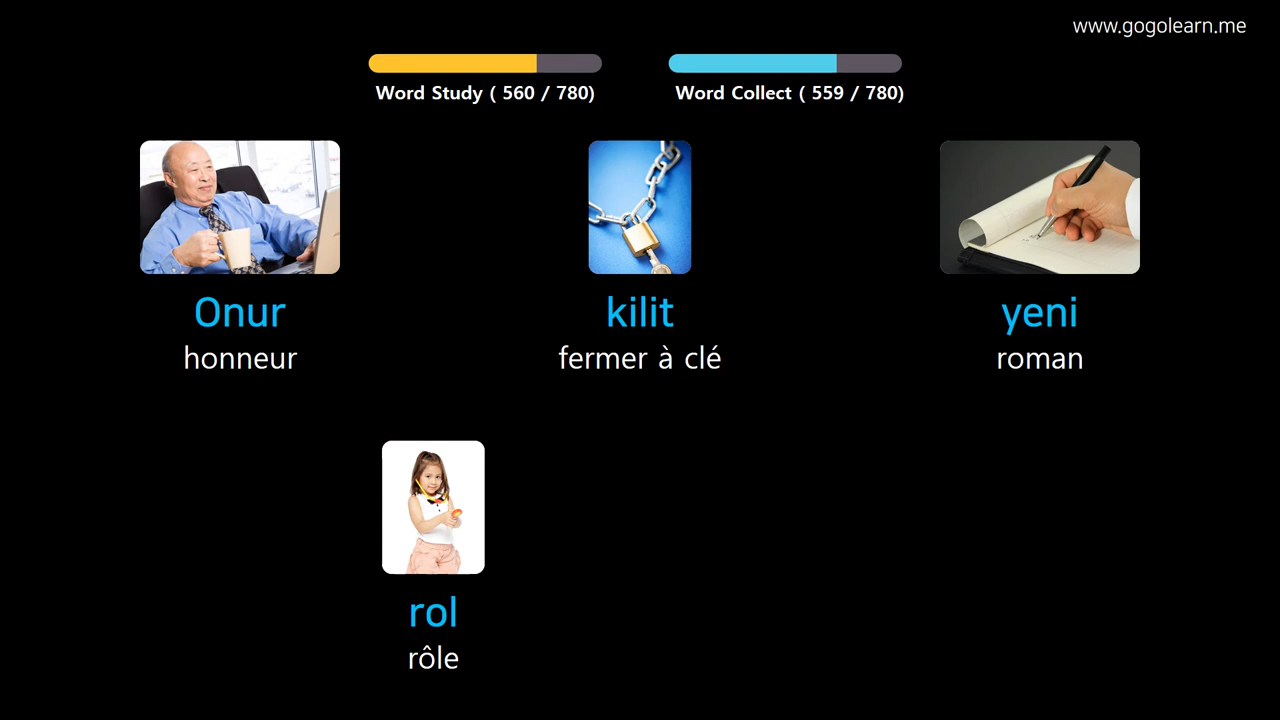 www.gogolearn.me
Word Study ( 560 / 780)
Word Collect ( 559 / 780)
Onur
honneur
kilit
fermer à clé
yeni
roman
rol
rôle